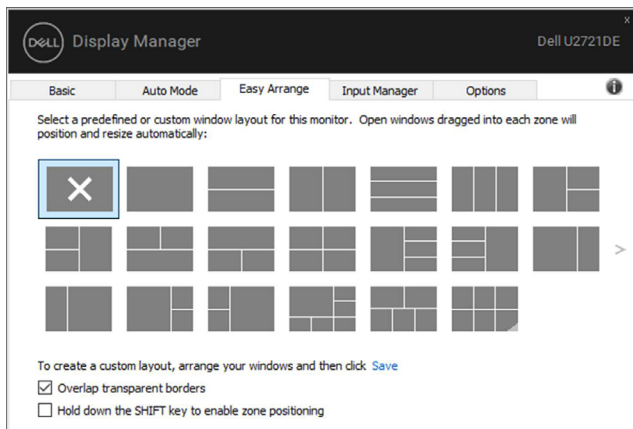 DELL Display Manager
Dell U2721DE
x
Basic Auto Mode Easy Arrange Input Manager Options
Select a predefined or custom window layout for this monitor. Open windows dragged into each zone will
position and resize automatically:
>
To create a custom layout, arrange your windows and then click Save
Overlap transparent borders
Hold down the SHIFT key to enable zone positioning